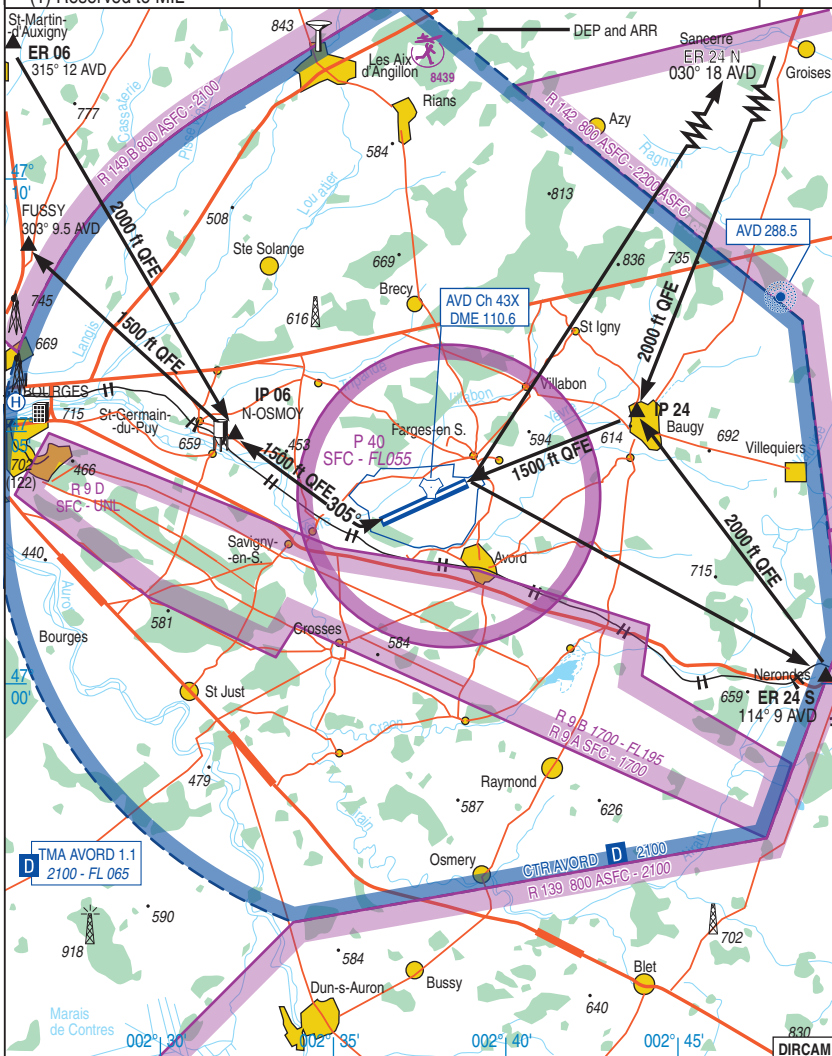 (1) Reserved to MIL
St-Martin-
d'Auxigny
ER 06
315° 12 AVD
843
Les Aix
d'Angillon
8439
DEP and ARR
Sancerre
ER 24 N
030° 18 AVD
Groises
Rians
777
Cassalerie
R 149 B 800 ASFC - 2100
584
Azy
R 142 800 ASFC - 2200 ASFC
Ragnon
47°
10'
FUSSY
303° 9.5 AVD
2000 ft QFE
508
Ste Solange
813
AVD 288.5
669
836
735
Brecy
745
Langis
1500 ft QFE
616
AVD Ch 43X
DME 110.6
St Igny
2000 ft QFE
669
H
BOURGES
715
St-Germain-
du-Puy
IP 06
N-OSMOY
Villabon
Villabon
IP 24
Baugy
47°
05'
659
453
P 40
SFC - FL055
Farges-en S.
594
614
692
Villequiers
702
(122)
466
R 9 D
SFC - UNL
1500 ft QFE
305°
1500 ft QFE
2000 ft QFE
Savigny-
en-S.
Avord
440
715
581
Bourges
Crosses
584
47°
00'
St Just
Nerondes
659
ER 24 S
114° 9 AVD
R 9 B 1700 - FL195
R 9 A SFC - 1700
479
Raymond
587
626
TMA AVORD 1.1
D
2100 - FL 065
Osmery
CTR AVORD D 2100
R 139 800 ASFC - 2100
590
918
702
584
Bussy
Blet
Dun-s-Auron
640
Marais
de Contres
830
002° 30'
002° 35'
002° 40'
002° 45'
DIRCAM